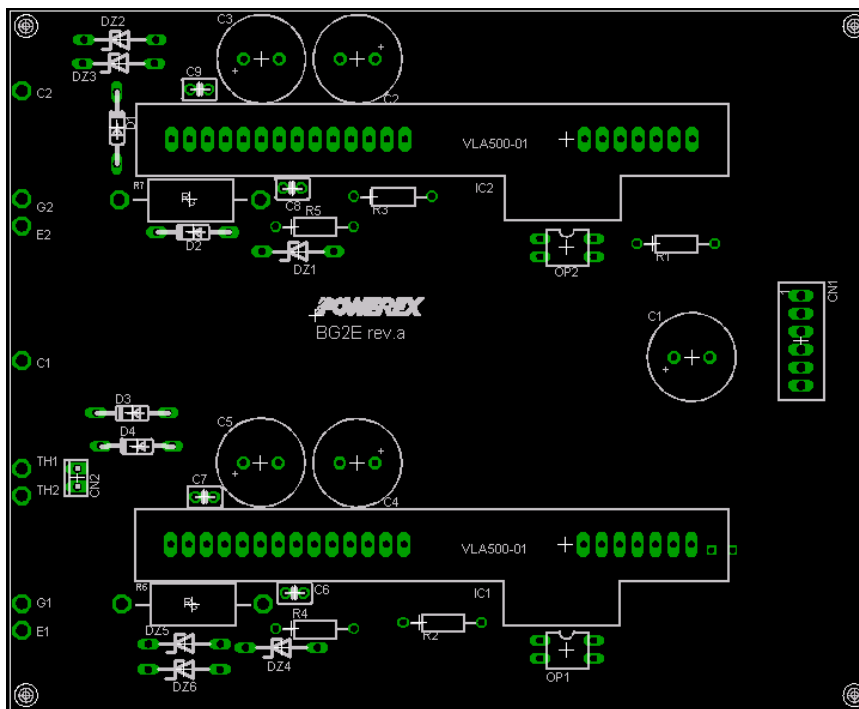 DZ2
C3
DZ3
C9
C2
C2
D1
VLA500-01
R7
R
C8
IC2
R3
G2
R5
E2
D2
DZ1
OP2
R1
1
CN1
POWEREX
BG2E rev.a
C1
C1
D3
D4
C5
TH1
C7
TH2
CN2
C4
VLA500-01
R6
R
C6
IC1
G1
R4
R2
E1
DZ5
DZ4
DZ6
OP1